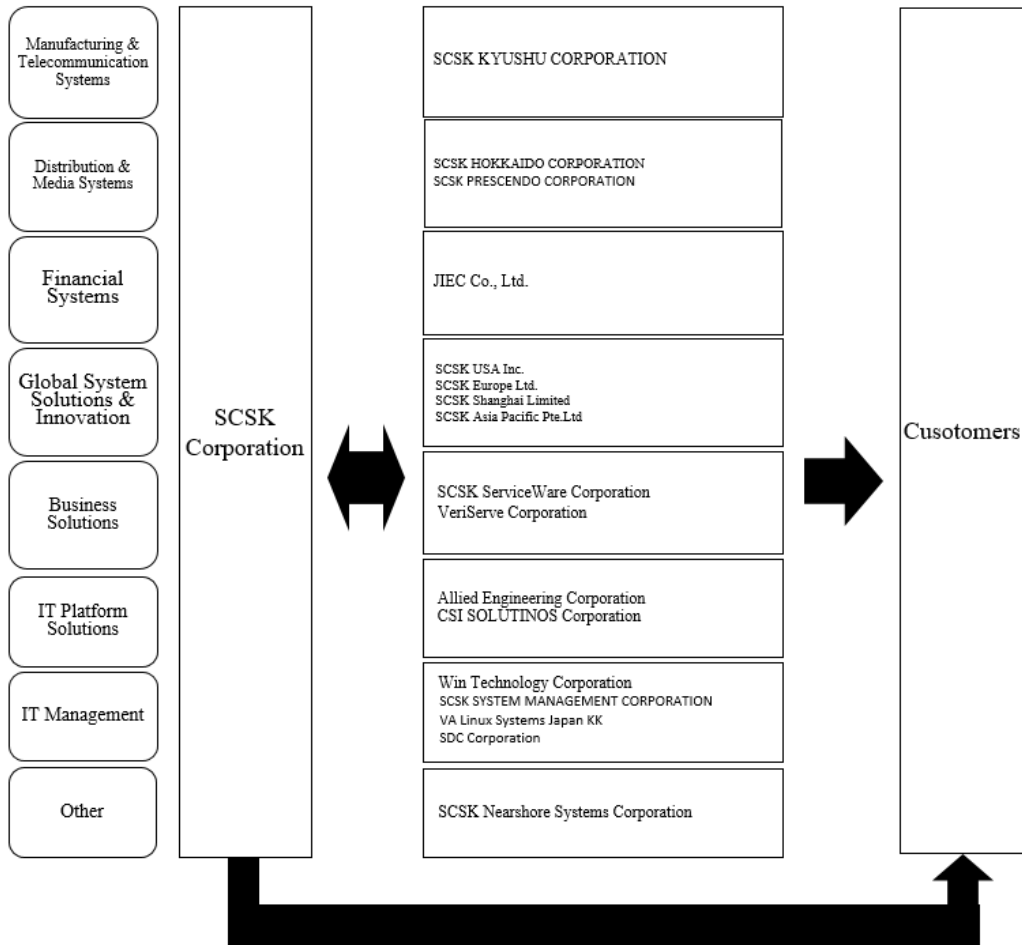 Manufacturing &
Telecommunication
Systems
SCSK KYUSHU CORPORATION
Distribution &
Media Systems
SCSK HOKKAIDO CORPORATION
SCSK PRESCENDO CORPORATION
Financial
Systems
JIEC Co., Ltd.
Global System
Solutions &
Innovation
SCSK
Corporation
SCSK USA Inc.
SCSK Europe Ltd.
SCSK Shanghai Limited
SCSK Asia Pacific Pte.Ltd
Cusotomers
Business
Solutions
SCSK ServiceWare Corporation
VeriServe Corporation
IT Platform
Solutions
Allied Engineering Corporation
CSI SOLUTINOS Corporation
IT Management
Win Technology Corporation
SCSK SYSTEM MANAGEMENT CORPORATION
VA Linux Systems Japan KK
SDC Corporation
Other
SCSK Nearshore Systems Corporation